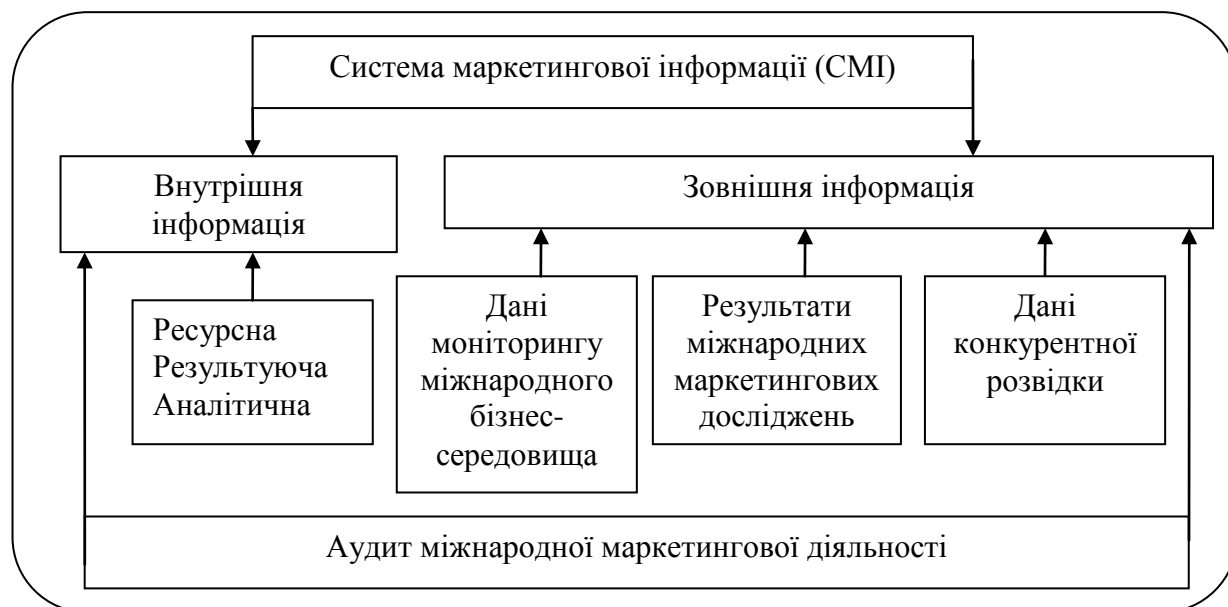 Система маркетингової інформації (СМІ)
Внутрішня
інформація
Зовнішня інформація
Ресурсна
Результуюча
Аналітична
Дані
моніторингу
міжнародного
бізнес-
середовища
Результати
міжнародних
маркетингових
досліджень
Дані
конкурентної
розвідки
Аудит міжнародної маркетингової діяльності